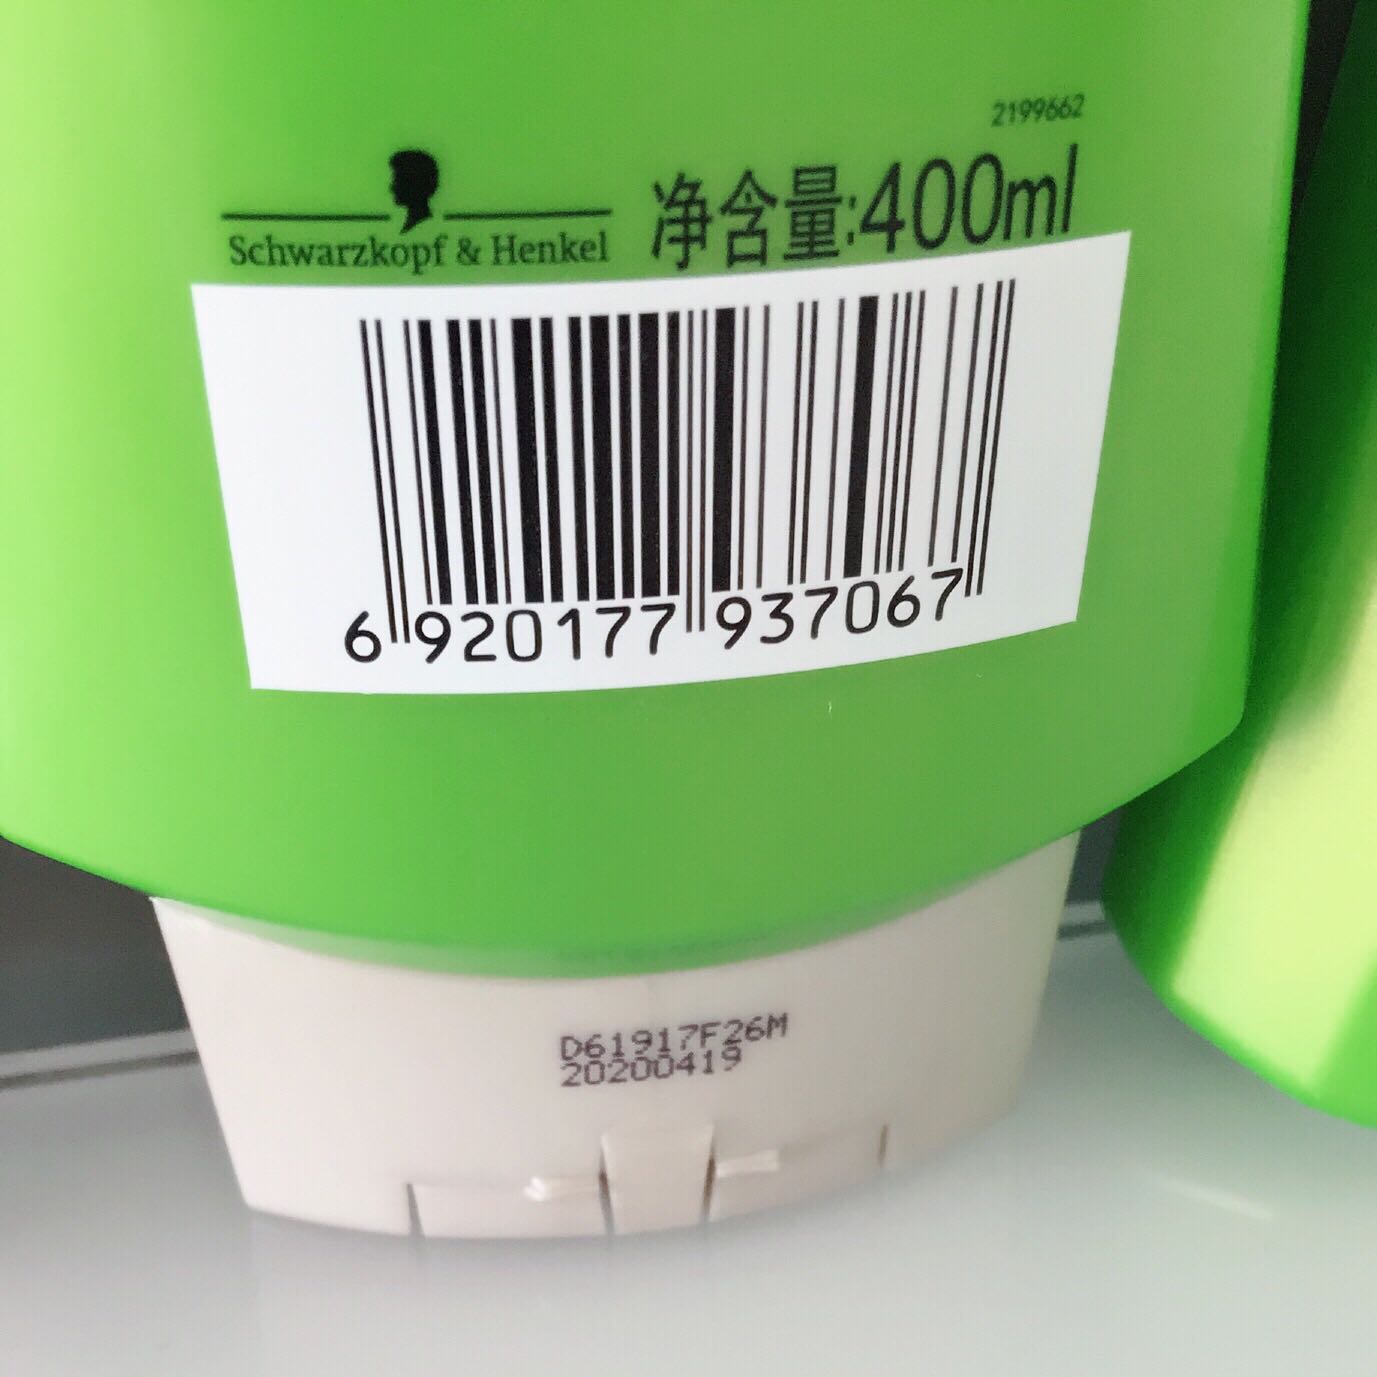 2199662
Schwarzkopf & Henkel
净含量:400ml
6 920177 937067
D61917F26M
20200419